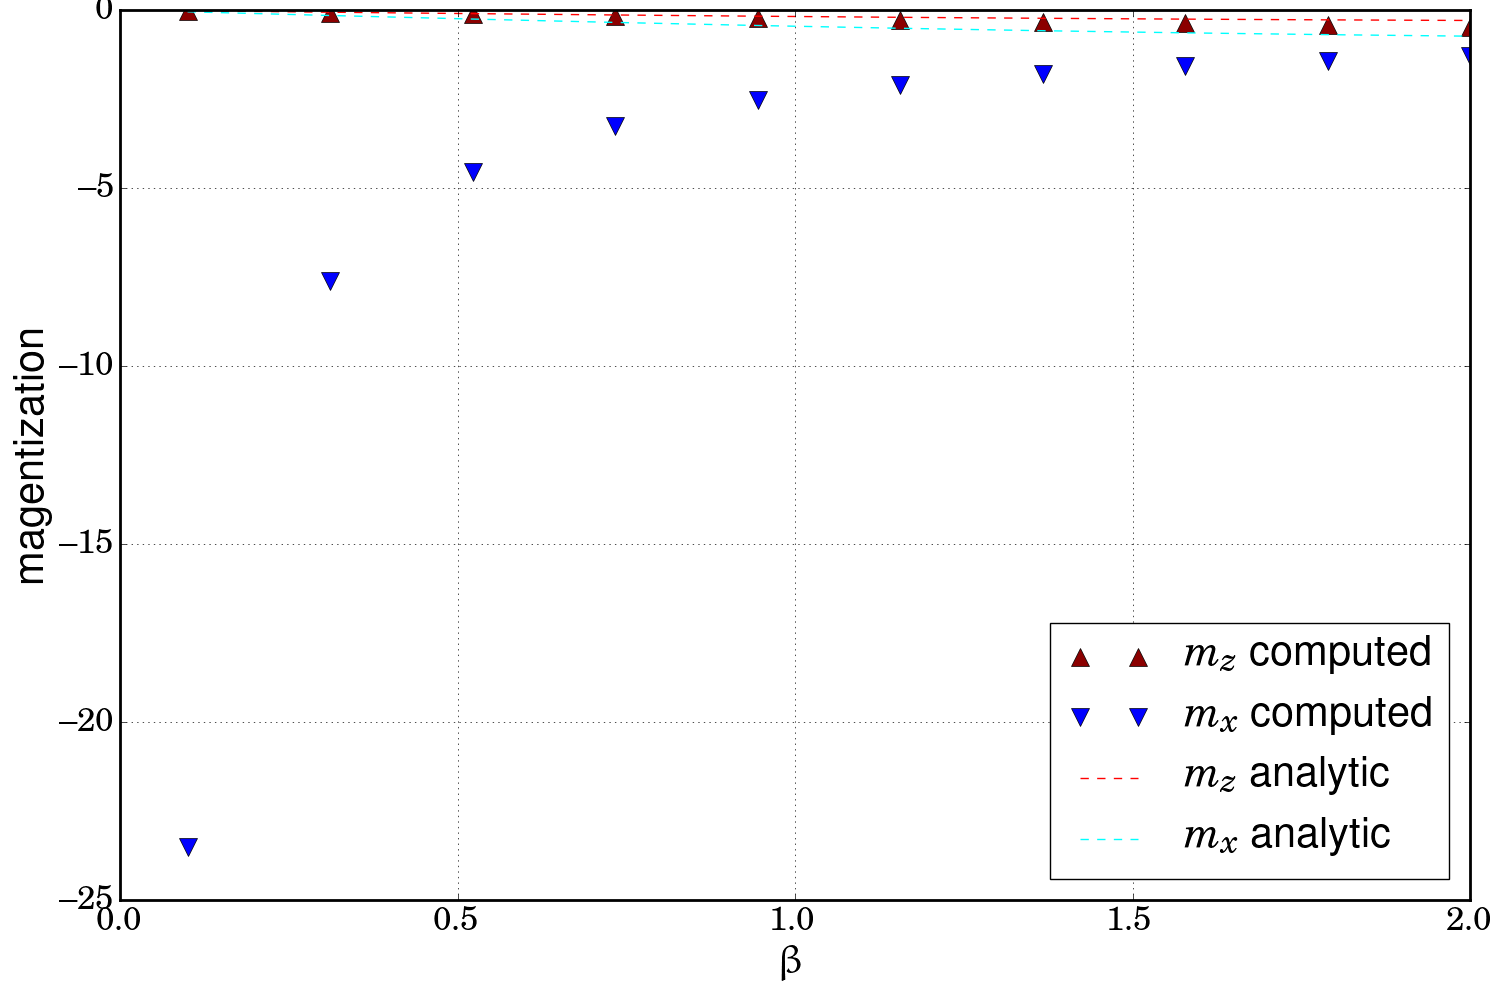 0
−5
−10
−15
−20
−25
magentization
0.0
0.5
1.0
1.5
2.0
β
m_z computed
m_x computed
m_z analytic
m_x analytic